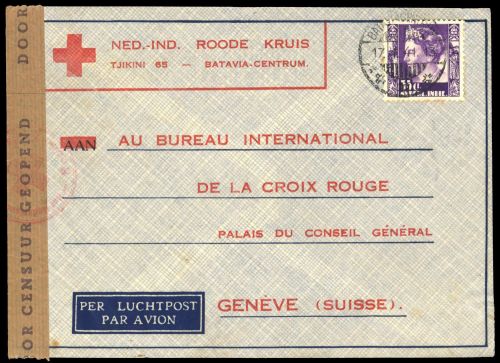 DOOR
OR CENSUUR GEOPEND
NED.-IND. ROODE KRUIS
TJIKINI 65 — BATAVIA-CENTRUM.
AAN
AU BUREAU INTERNATIONAL
DE LA CROIX ROUGE
PALAIS DU CONSEIL GÉNÉRAL
GENÈVE (SUISSE).
PER LUCHTPOST
PAR AVION